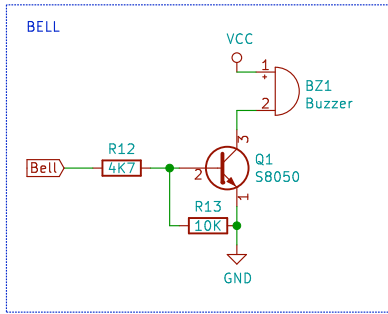 BELL
VCC
1
+
BZ1
2
Buzzer
3
R12
Q1
Bell
4K7
2
S8050
1
R13
10K
GND